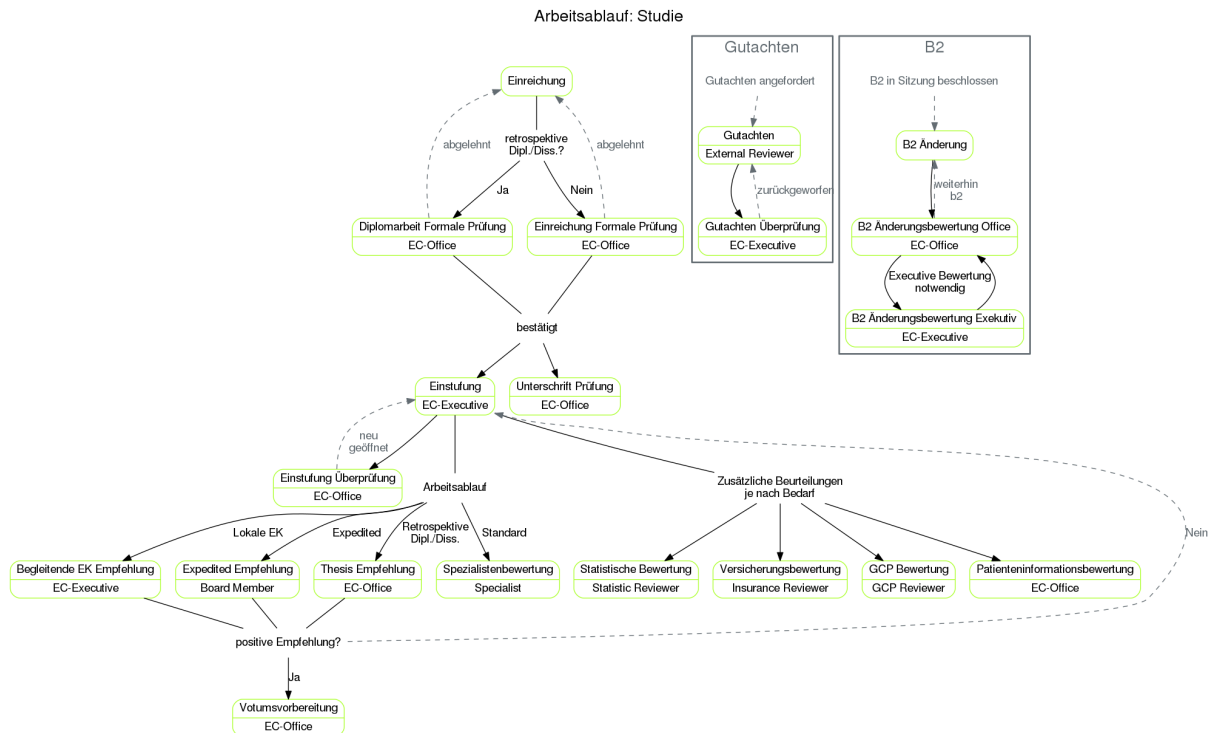 Arbeitsablauf: Studie
Einreichung
retrospektive
Dipl./Diss.?
abgelehnt
abgelehnt
Ja
Nein
Diplomarbeit Formale Prüfung
EC-Office
Einreichung Formale Prüfung
EC-Office
Gutachten
Gutachten angefordert
Gutachten
External Reviewer
zurückgeworfen
Gutachten Überprüfung
EC-Executive
B2
B2 in Sitzung beschlossen
B2 Änderung
weiterhin
b2
B2 Änderungsbewertung Office
EC-Office
Executive Bewertung
notwendig
B2 Änderungsbewertung Exekutiv
EC-Executive
bestätigt
Einstufung
EC-Executive
Unterschrift Prüfung
EC-Office
neu
geöffnet
Einstufung Überprüfung
EC-Office
Arbeitsablauf
Zusätzliche Beurteilungen
je nach Bedarf
Lokale EK
Expedited
Retrospektive
Dipl./Diss.
Standard
Nein
Begleitende EK Empfehlung
EC-Executive
Expedited Empfehlung
Board Member
Thesis Empfehlung
EC-Office
Spezialistenbewertung
Specialist
Statistische Bewertung
Statistic Reviewer
Versicherungsbewertung
Insurance Reviewer
GCP Bewertung
GCP Reviewer
Patienteninformationsbewertung
EC-Office
positive Empfehlung?
Ja
Votumsvorbereitung
EC-Office